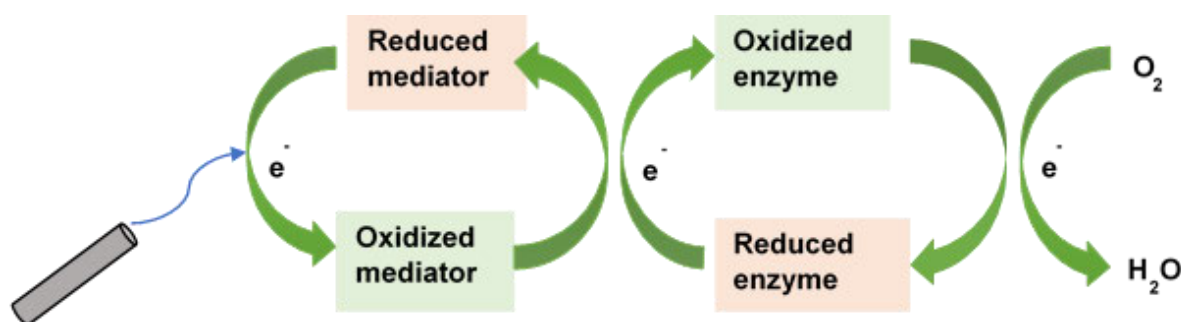 Reduced
mediator
Oxidized
enzyme
O₂
e⁻
e⁻
e⁻
Oxidized
mediator
Reduced
enzyme
H₂O